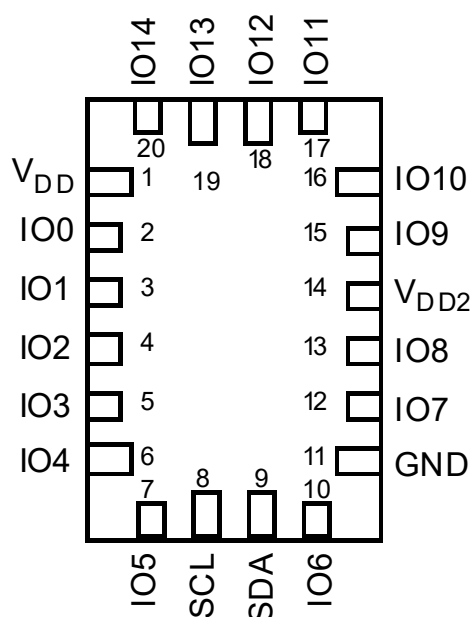 IO14 IO13 IO12 IO11
20 19 18 17
VDD 1 16 IO10
IO0 2 15 IO9
IO1 3 14 VDD2
IO2 4 13 IO8
IO3 5 12 IO7
IO4 6 11 GND
7 8 9 10
IO5 SCL SDA IO6